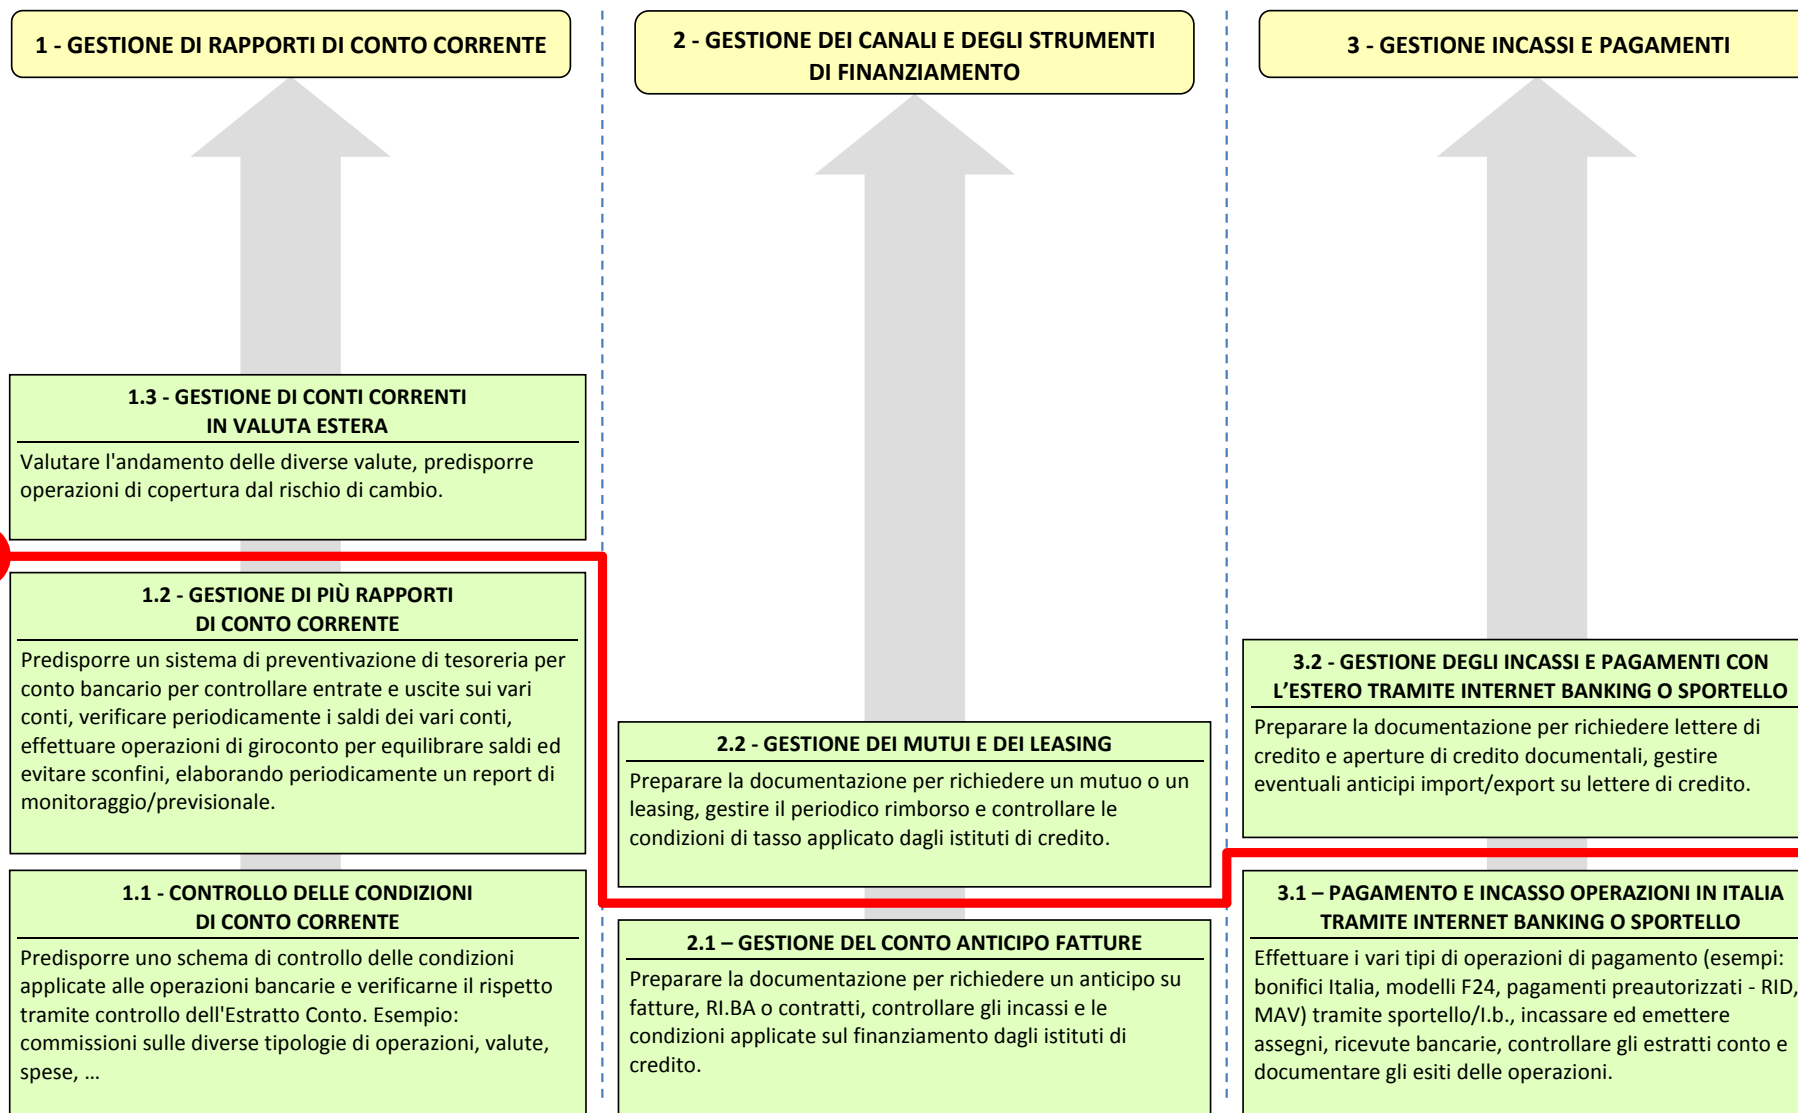 1 - GESTIONE DI RAPPORTI DI CONTO CORRENTE
2 - GESTIONE DEI CANALI E DEGLI STRUMENTI
DI FINANZIAMENTO
3 - GESTIONE INCASSI E PAGAMENTI
1.3 - GESTIONE DI CONTI CORRENTI
IN VALUTA ESTERA
Valutare l'andamento delle diverse valute, predisporre
operazioni di copertura dal rischio di cambio.
1.2 - GESTIONE DI PIÙ RAPPORTI
DI CONTO CORRENTE
Predisporre un sistema di preventivazione di tesoreria per
conto bancario per controllare entrate e uscite sui vari
conti, verificare periodicamente i saldi dei vari conti,
effettuare operazioni di giroconto per equilibrare saldi ed
evitare sconfini, elaborando periodicamente un report di
monitoraggio/previsionale.
1.1 - CONTROLLO DELLE CONDIZIONI
DI CONTO CORRENTE
Predisporre uno schema di controllo delle condizioni
applicate alle operazioni bancarie e verificarne il rispetto
tramite controllo dell'Estratto Conto. Esempio:
commissioni sulle diverse tipologie di operazioni, valute,
spese, …
2.2 - GESTIONE DEI MUTUI E DEI LEASING
Preparare la documentazione per richiedere un mutuo o un
leasing, gestire il periodico rimborso e controllare le
condizioni di tasso applicato dagli istituti di credito.
2.1 – GESTIONE DEL CONTO ANTICIPO FATTURE
Preparare la documentazione per richiedere un anticipo su
fatture, RI.BA o contratti, controllare gli incassi e le
condizioni applicate sul finanziamento dagli istituti di
credito.
3.2 - GESTIONE DEGLI INCASSI E PAGAMENTI CON
L’ESTERO TRAMITE INTERNET BANKING O SPORTELLO
Preparare la documentazione per richiedere lettere di
credito e aperture di credito documentali, gestire
eventuali anticipi import/export su lettere di credito.
3.1 – PAGAMENTO E INCASSO OPERAZIONI IN ITALIA
TRAMITE INTERNET BANKING O SPORTELLO
Effettuare i vari tipi di operazioni di pagamento (esempi:
bonifici Italia, modelli F24, pagamenti preautorizzati - RID,
MAV) tramite sportello/I.b., incassare ed emettere
assegni, ricevute bancarie, controllare gli estratti conto e
documentare gli esiti delle operazioni.